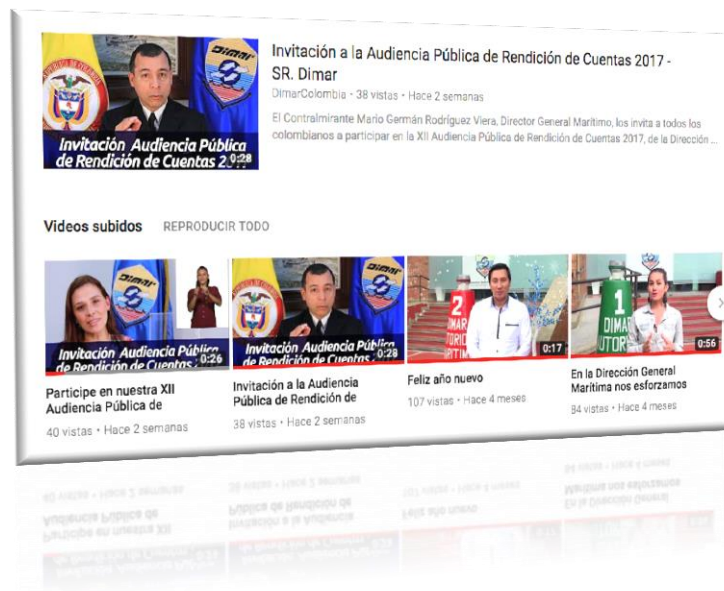 Invitación a la Audiencia Pública de Rendición de Cuentas 2017 -
SR. Dimar
DimarColombia • 38 vistas • Hace 2 semanas
El Contralmirante Mario Germán Rodríguez Viera, Director General Marítimo, los invita a todos los
colombianos a participar en la XII Audiencia Pública de Rendición de Cuentas 2017, de la Dirección ...
Dimar
Invitación Audiencia Pública
de Rendición de Cuentas
0:28
Videos subidos REPRODUCIR TODO
Dimar
Invitación Audiencia Pública
de Rendición de Cuentas
0:26
Participe en nuestra XII
Audiencia Pública de
40 vistas • Hace 2 semanas
Dimar
Invitación Audiencia Pública
de Rendición de Cuentas
0:28
Invitación a la Audiencia
Pública de Rendición de
38 vistas • Hace 2 semanas
2
0:17
Feliz año nuevo
107 vistas • Hace 4 meses
1
DIMAR
0:56
En la Dirección General
Marítima nos esforzamos
84 vistas • Hace 4 meses